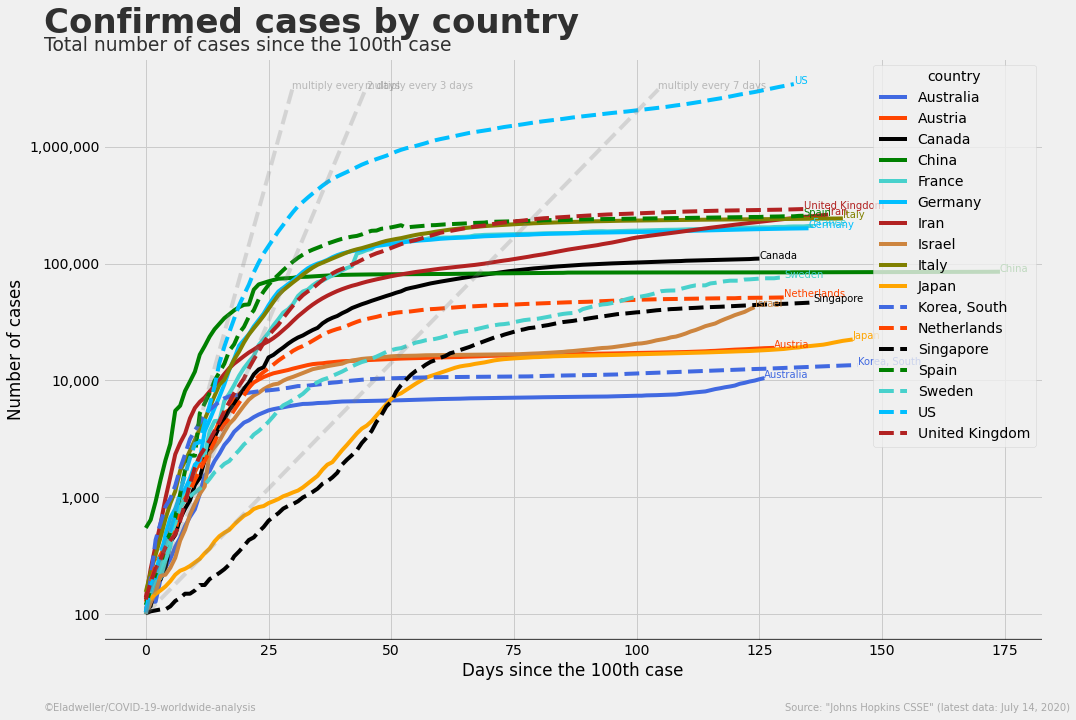 Confirmed cases by country
Total number of cases since the 100th case
multiply every 2 days
multiply every 3 days
multiply every 7 days
US
United Kingdom
Spain
Iran
Italy
Germany
Canada
China
Sweden
Netherlands
Singapore
Israel
Japan
Austria
Korea, South
Australia
country
Australia
Austria
Canada
China
France
Germany
Iran
Israel
Italy
Japan
Korea, South
Netherlands
Singapore
Spain
Sweden
US
United Kingdom
Number of cases
1,000,000
100,000
10,000
1,000
100
0 25 50 75 100 125 150 175
Days since the 100th case
©Eladweller/COVID-19-worldwide-analysis
Source: "Johns Hopkins CSSE" (latest data: July 14, 2020)